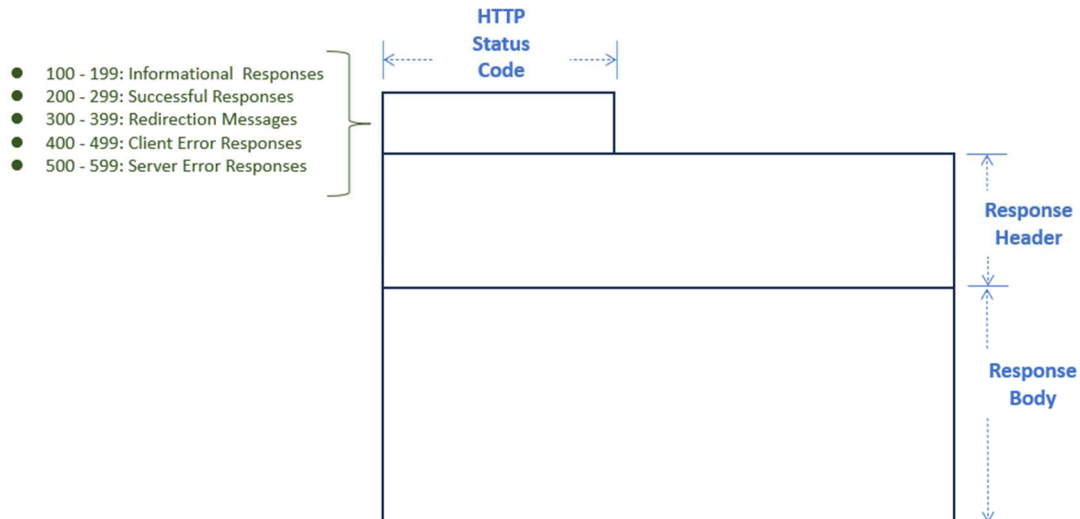 HTTP
Status
Code
100 - 199: Informational Responses
200 - 299: Successful Responses
300 - 399: Redirection Messages
400 - 499: Client Error Responses
500 - 599: Server Error Responses
Response
Header
Response
Body